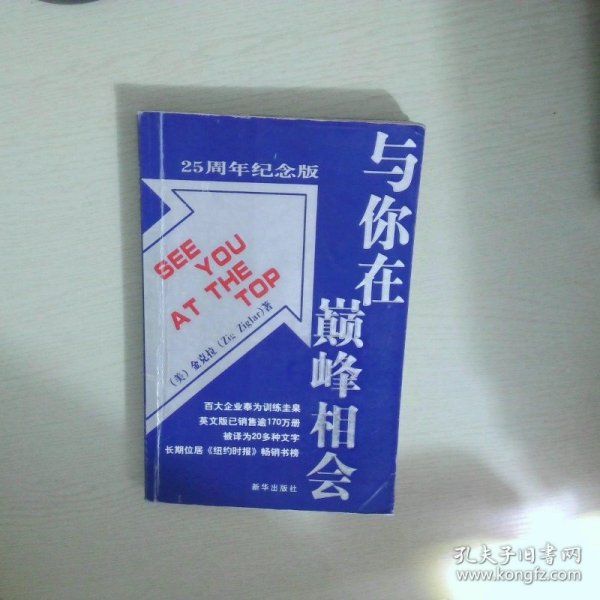 25周年纪念版
与你在
巅峰相会
SEE
YOU
AT THE
TOP
（美）金克拉（Zig Ziglar）著
百大企业奉为训练圭臬
英文版已销售逾170万册
被译为20多种文字
长期位居《纽约时报》畅销书榜
新华出版社
孔夫子旧书网
www.kongfz.com